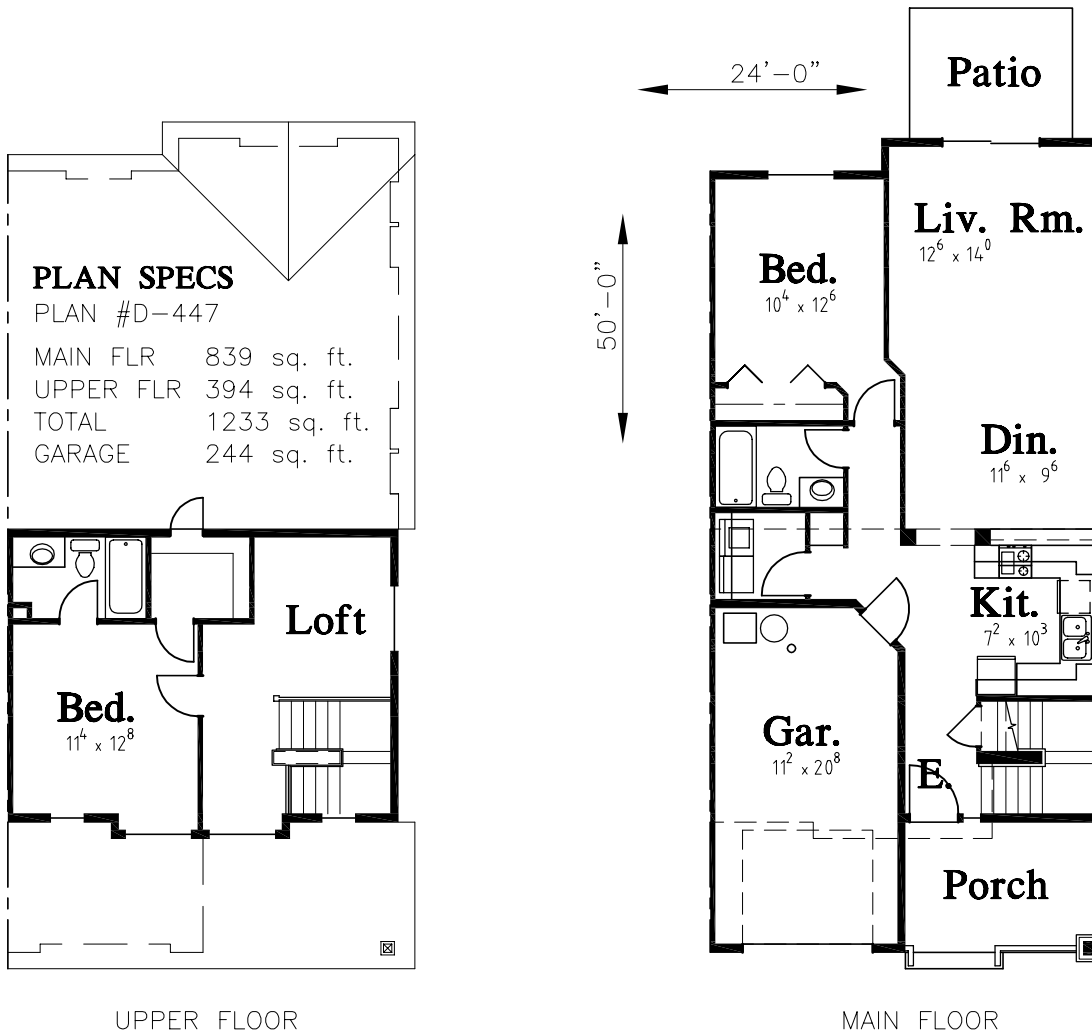 24'-0"
Patio
50'-0"
Liv. Rm.
12⁶ x 14⁰
Bed.
10⁴ x 12⁶
PLAN SPECS
PLAN #D-447
MAIN FLR 839 sq. ft.
UPPER FLR 394 sq. ft.
TOTAL 1233 sq. ft.
GARAGE 244 sq. ft.
Din.
11⁶ x 9⁶
Loft
Kit.
7² x 10³
Bed.
11⁴ x 12⁸
Gar.
11² x 20⁸
E.
Porch
UPPER FLOOR
MAIN FLOOR